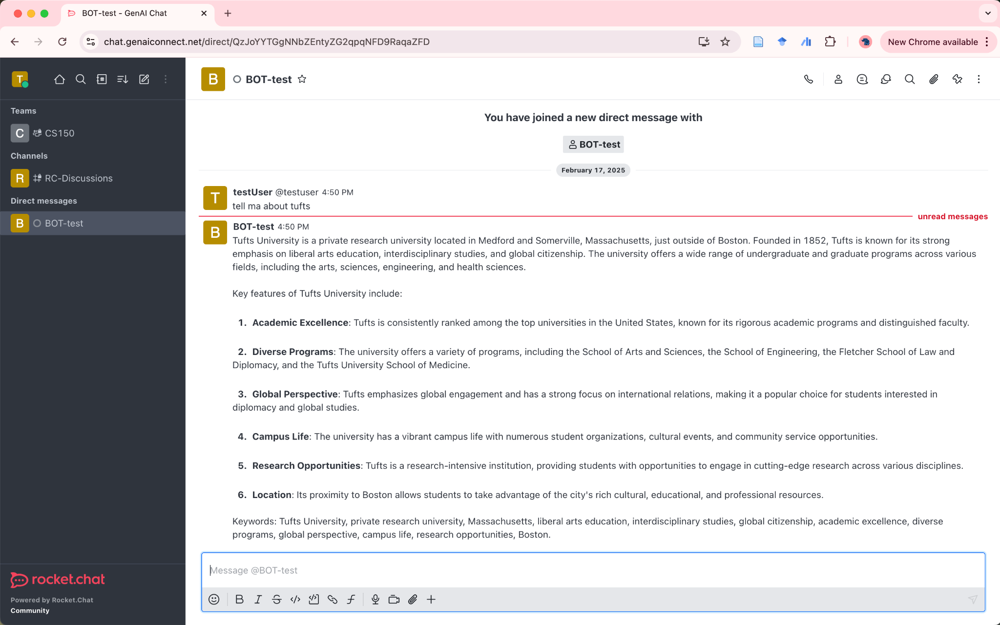 BOT-test - GenAI Chat
chat.genaiconnect.net/direct/QzJoYYTGgNNbZEntyZG2qpqNFD9RaqaZFD
New Chrome available
T
B BOT-test
Teams
C CS150
Channels
R RC-Discussions
Direct messages
B BOT-test
You have joined a new direct message with
BOT-test
February 17, 2025
T testUser @testuser 4:50 PM
tell ma about tufts
unread messages
B BOT-test 4:50 PM
Tufts University is a private research university located in Medford and Somerville, Massachusetts, just outside of Boston. Founded in 1852, Tufts is known for its strong
emphasis on liberal arts education, interdisciplinary studies, and global citizenship. The university offers a wide range of undergraduate and graduate programs across various
fields, including the arts, sciences, engineering, and health sciences.
Key features of Tufts University include:
1. Academic Excellence: Tufts is consistently ranked among the top universities in the United States, known for its rigorous academic programs and distinguished faculty.
2. Diverse Programs: The university offers a variety of programs, including the School of Arts and Sciences, the School of Engineering, the Fletcher School of Law and
Diplomacy, and the Tufts University School of Medicine.
3. Global Perspective: Tufts emphasizes global engagement and has a strong focus on international relations, making it a popular choice for students interested in
diplomacy and global studies.
4. Campus Life: The university has a vibrant campus life with numerous student organizations, cultural events, and community service opportunities.
5. Research Opportunities: Tufts is a research-intensive institution, providing students with opportunities to engage in cutting-edge research across various disciplines.
6. Location: Its proximity to Boston allows students to take advantage of the city's rich cultural, educational, and professional resources.
Keywords: Tufts University, private research university, Massachusetts, liberal arts education, interdisciplinary studies, global citizenship, academic excellence, diverse
programs, global perspective, campus life, research opportunities, Boston.
Message @BOT-test
rocket.chat
Powered by Rocket.Chat
Community